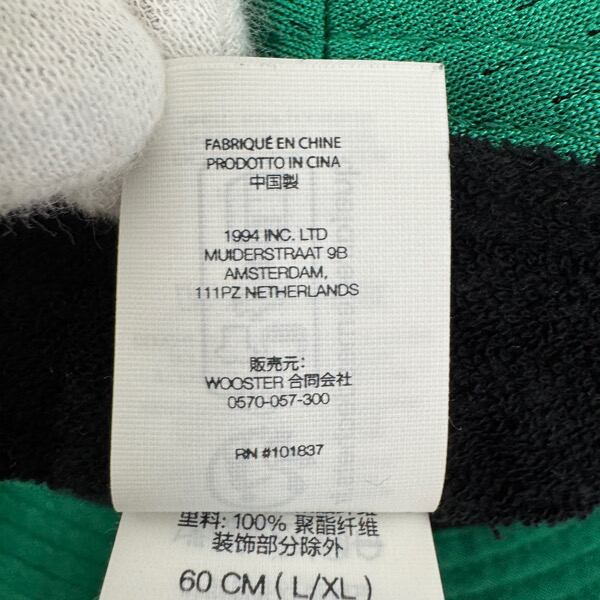 FABRIQUÉ EN CHINE
PRODOTTO IN CINA
中国製
1994 INC. LTD
MUIDERSTRAAT 9B
AMSTERDAM,
111PZ NETHERLANDS
販売元:
WOOSTER 合同会社
0570-057-300
RN #101837
里料: 100% 聚酯纤维
装饰部分除外
60 CM ( L/XL )